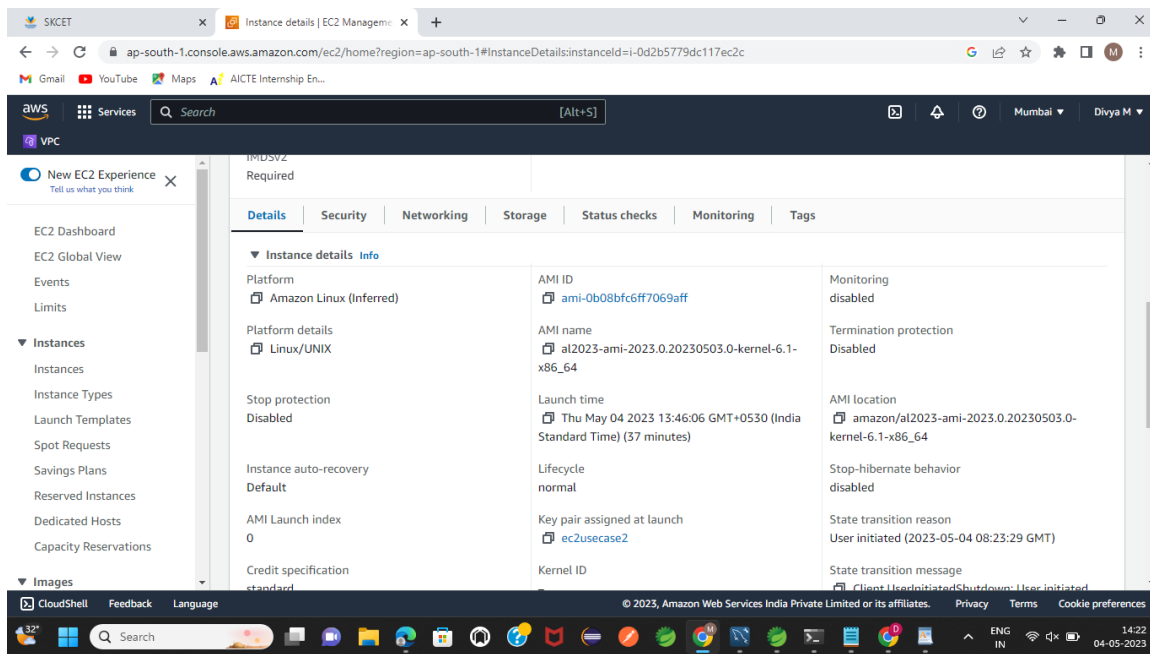 SKCET
Instance details | EC2 Manageme
ap-south-1.console.aws.amazon.com/ec2/home?region=ap-south-1#InstanceDetails:instanceId=i-0d2b5779dc117ec2c
M
Gmail YouTube Maps AICTE Internship En...
aws Services Search [Alt+S] Mumbai Divya M
VPC
New EC2 Experience
Tell us what you think
EC2 Dashboard
EC2 Global View
Events
Limits
Instances
Instances
Instance Types
Launch Templates
Spot Requests
Savings Plans
Reserved Instances
Dedicated Hosts
Capacity Reservations
Images
IMDSv2
Required
Details Security Networking Storage Status checks Monitoring Tags
Instance details Info
Platform
Amazon Linux (Inferred)
AMI ID
ami-0b08bfc6ff7069aff
Monitoring
disabled
Platform details
Linux/UNIX
AMI name
al2023-ami-2023.0.20230503.0-kernel-6.1-
x86_64
Termination protection
Disabled
Stop protection
Disabled
Launch time
Thu May 04 2023 13:46:06 GMT+0530 (India
Standard Time) (37 minutes)
AMI location
amazon/al2023-ami-2023.0.20230503.0-
kernel-6.1-x86_64
Instance auto-recovery
Default
Lifecycle
normal
Stop-hibernate behavior
disabled
AMI Launch index
0
Key pair assigned at launch
ec2usecase2
State transition reason
User initiated (2023-05-04 08:23:29 GMT)
Credit specification
standard
Kernel ID
–
State transition message
Client.UserInitiatedShutdown: User initiated
CloudShell Feedback Language © 2023, Amazon Web Services India Private Limited or its affiliates. Privacy Terms Cookie preferences
32°
Search
ENG
IN
14:22
04-05-2023